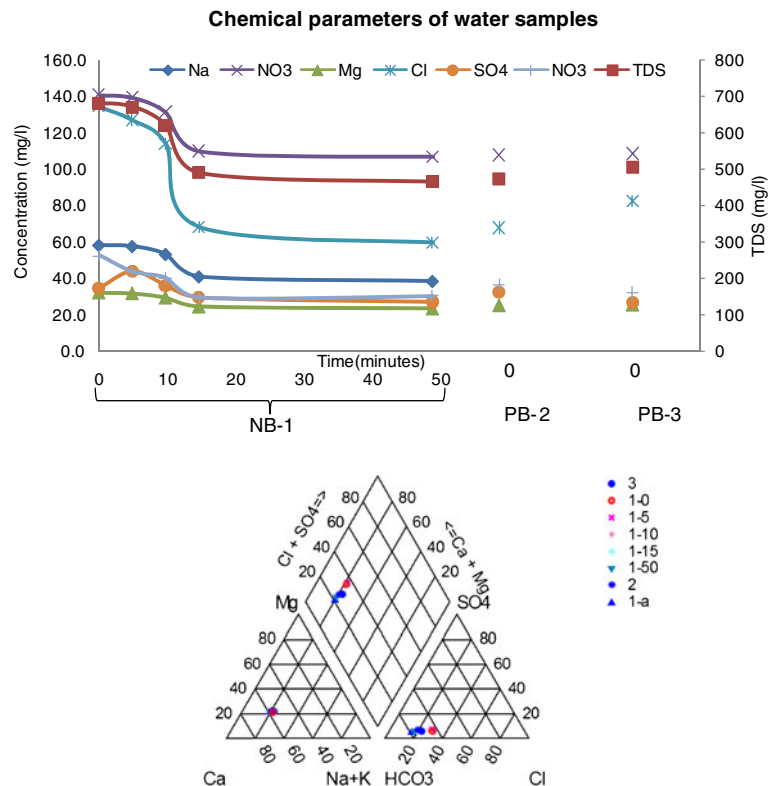 Chemical parameters of water samples
160.0
140.0
120.0
100.0
80.0
60.0
40.0
20.0
0.0
Concentration (mg/l)
Na NO3 Mg Cl SO4 NO3 TDS
800
700
600
500
400
300
200
100
0
TDS (mg/l)
Time(minutes)
0 10 20 30 40 50 0 0
NB-1 PB-2 PB-3
80 80
60 60
40 40
20 20
Cl + SO4=>
<=Ca + Mg
Mg SO4
80 80
60 60
40 40
20 20
80 60 40 20 20 40 60 80
Ca Na+K HCO3 Cl
3
1-0
1-5
1-10
1-15
1-50
2
1-a